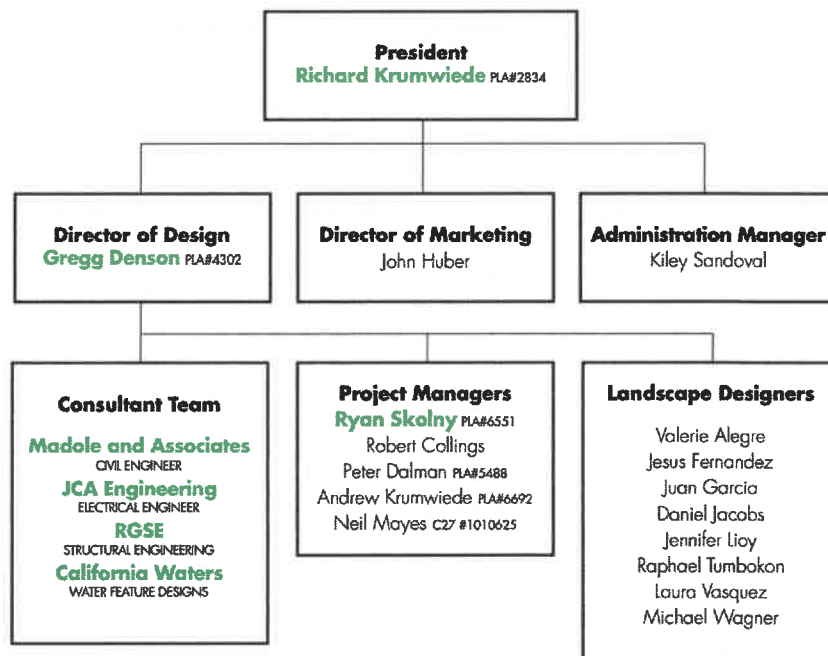 President
Richard Krumwiede PLA#2834
Director of Design
Gregg Denson PLA#4302
Director of Marketing
John Huber
Administration Manager
Kiley Sandoval
Consultant Team
Madole and Associates
CIVIL ENGINEER
JCA Engineering
ELECTRICAL ENGINEER
RGSE
STRUCTURAL ENGINEERING
California Waters
WATER FEATURE DESIGNS
Project Managers
Ryan Skolny PLA#6551
Robert Collings
Peter Dalman PLA#5488
Andrew Krumwiede PLA#6692
Neil Mayes C27 #1010625
Landscape Designers
Valerie Alegre
Jesus Fernandez
Juan Garcia
Daniel Jacobs
Jennifer Lioy
Raphael Tumbokon
Laura Vasquez
Michael Wagner